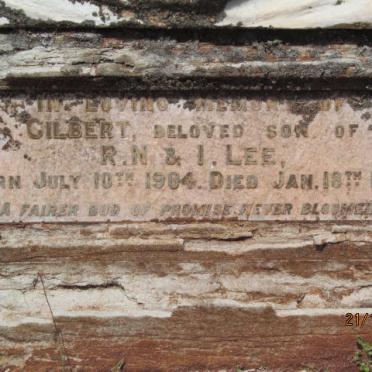 IN LOVING MEMORY OF
GILBERT, BELOVED SON OF
R.N & I. LEE,
RN JULY 10TH 1904. DIED JAN. 18TH
A FAIRER BUD OF PROMISE NEVER BLOOMED
21/